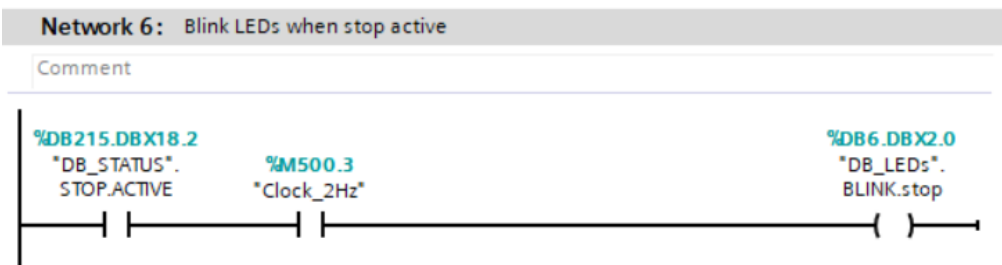 Network 6: Blink LEDs when stop active
Comment
%DB215.DBX18.2
"DB_STATUS".
STOP.ACTIVE
%M500.3
"Clock_2Hz"
%DB6.DBX2.0
"DB_LEDs".
BLINK.stop